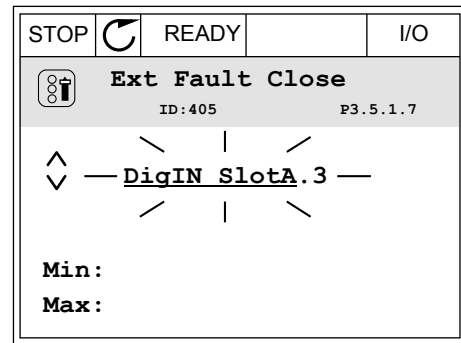 STOP READY I/O
Ext Fault Close
ID:405 P3.5.1.7
DigIN SlotA.3
Min:
Max: